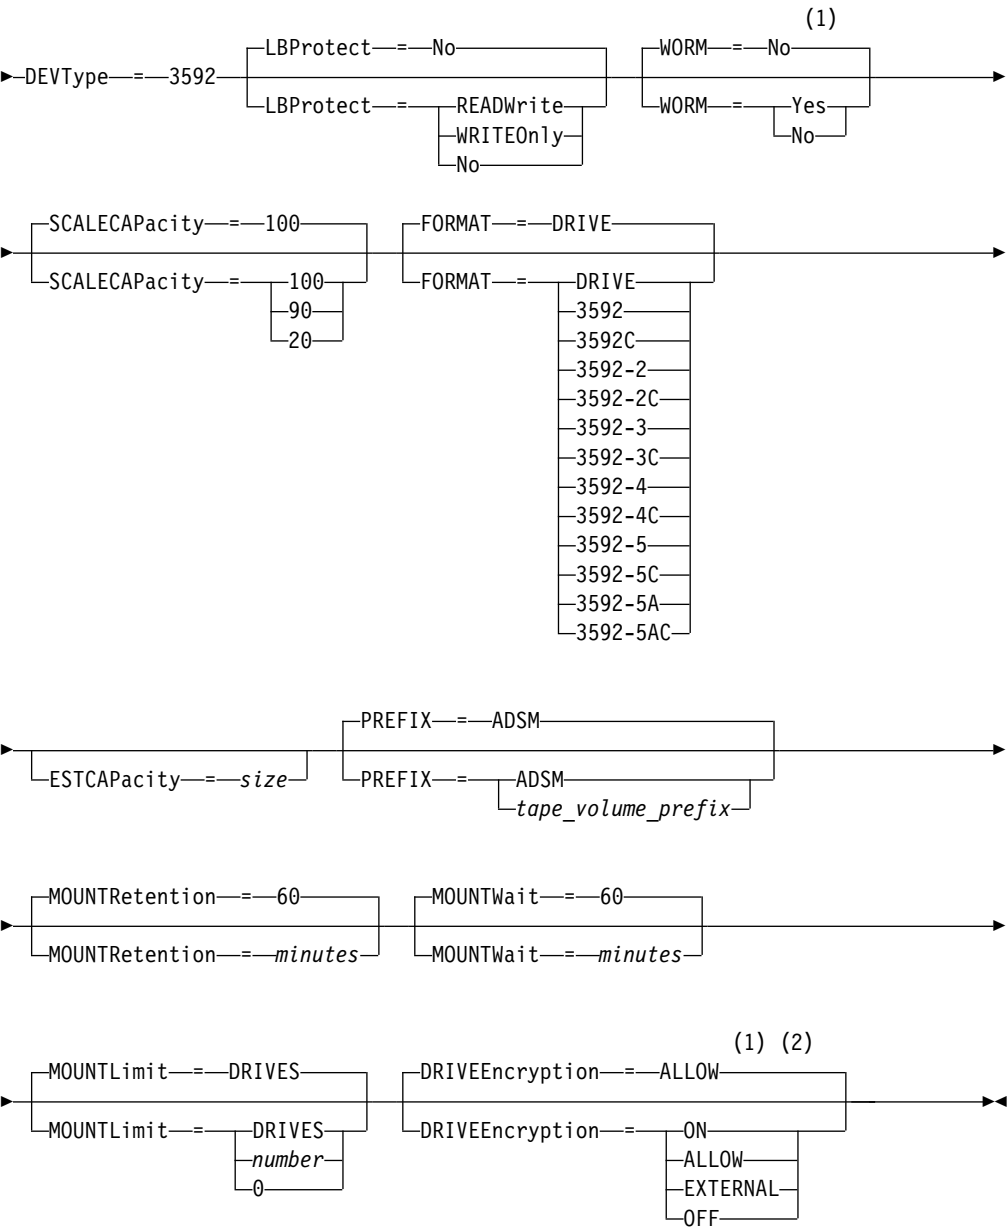 (1)
LBProtect = No WORM = No
DEVType = 3592
LBProtect = READWrite WORM = Yes
WRITEOnly No
No
SCALECAPacity = 100 FORMAT = DRIVE
SCALECAPacity = 100 FORMAT = DRIVE
90 3592
20 3592C
3592-2
3592-2C
3592-3
3592-3C
3592-4
3592-4C
3592-5
3592-5C
3592-5A
3592-5AC
PREFIX = ADSM
ESTCAPacity = size PREFIX = ADSM
tape_volume_prefix
MOUNTRetention = 60 MOUNTWait = 60
MOUNTRetention = minutes MOUNTWait = minutes
(1) (2)
MOUNTLimit = DRIVES DRIVEEncryption = ALLOW
MOUNTLimit = DRIVES DRIVEEncryption = ON
number ALLOW
0 EXTERNAL
OFF